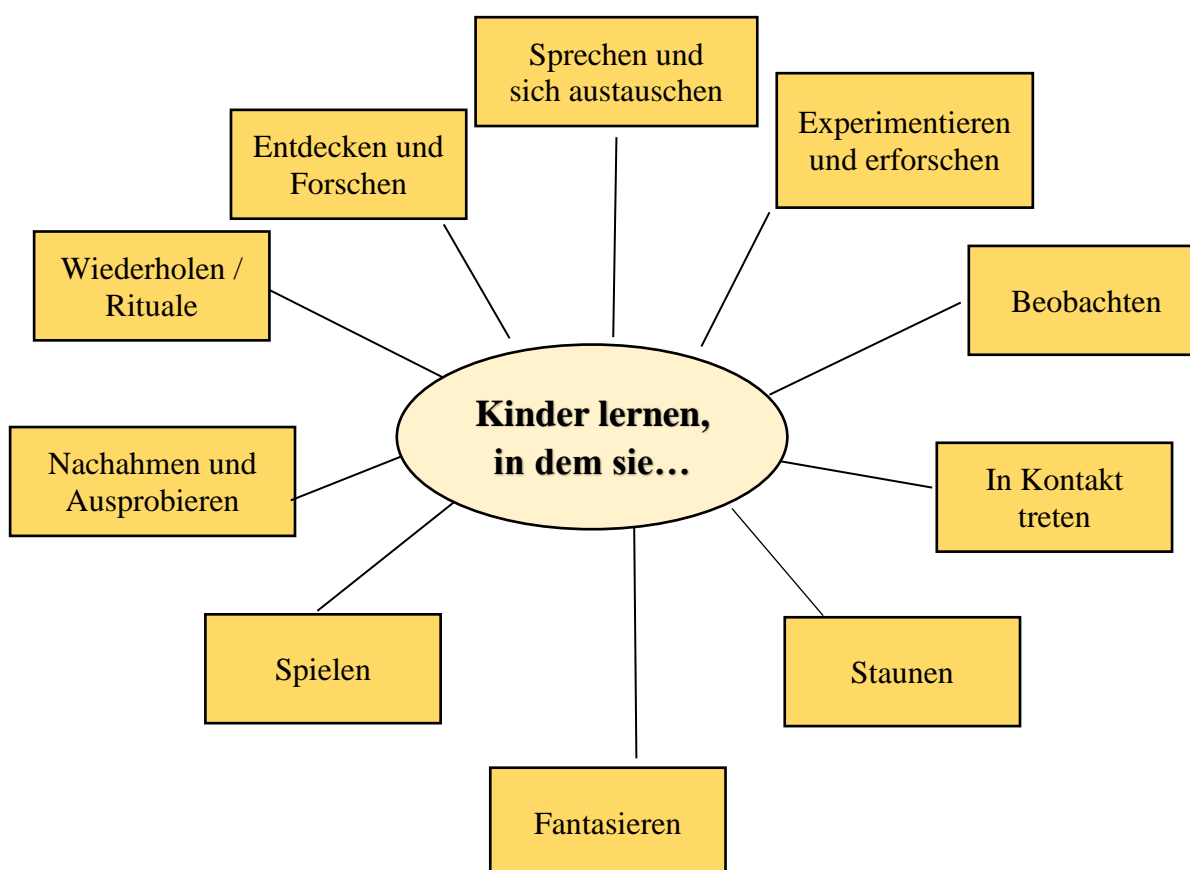 Sprechen und
sich austauschen
Experimentieren
und erforschen
Entdecken und
Forschen
Wiederholen /
Rituale
Beobachten
Kinder lernen,
in dem sie…
Nachahmen und
Ausprobieren
In Kontakt
treten
Spielen
Staunen
Fantasieren